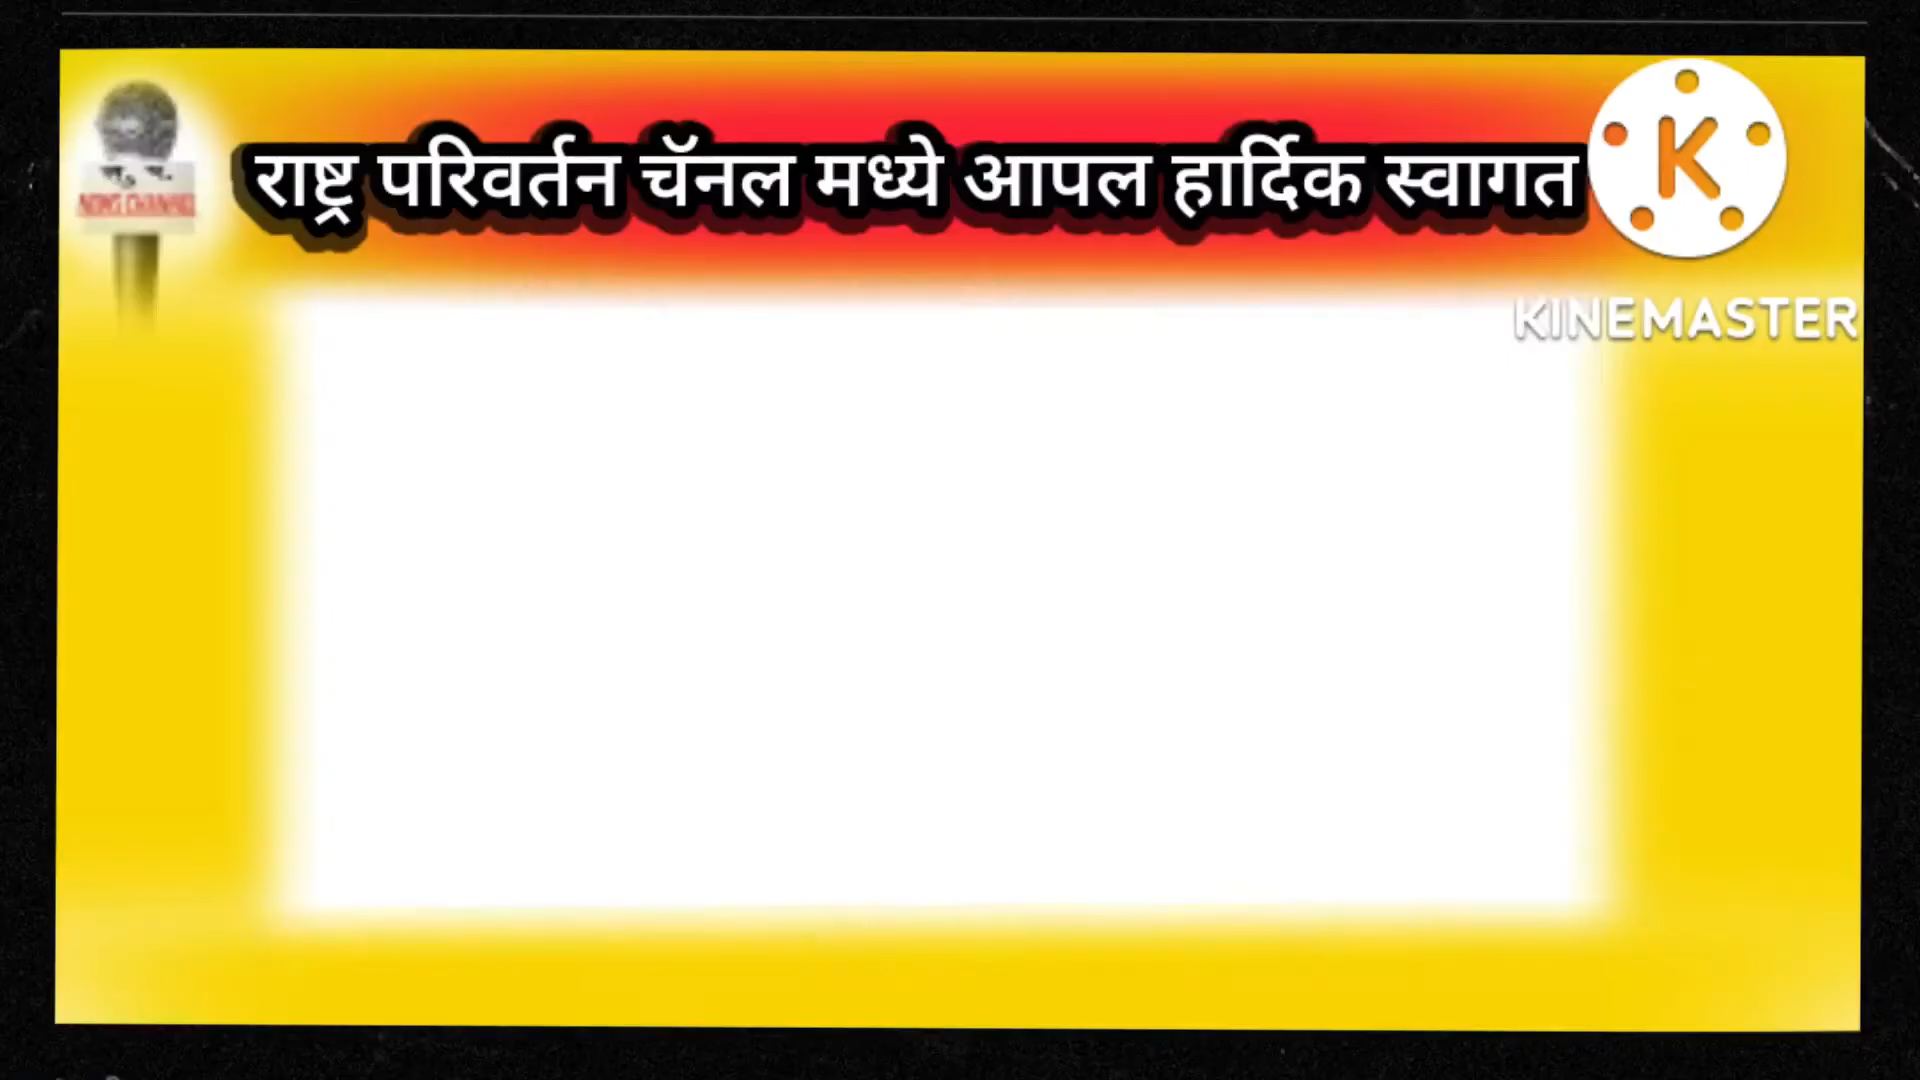 राष्ट्र परिवर्तन चॅनल मध्ये आपल हार्दिक स्वागत
KINEMASTER